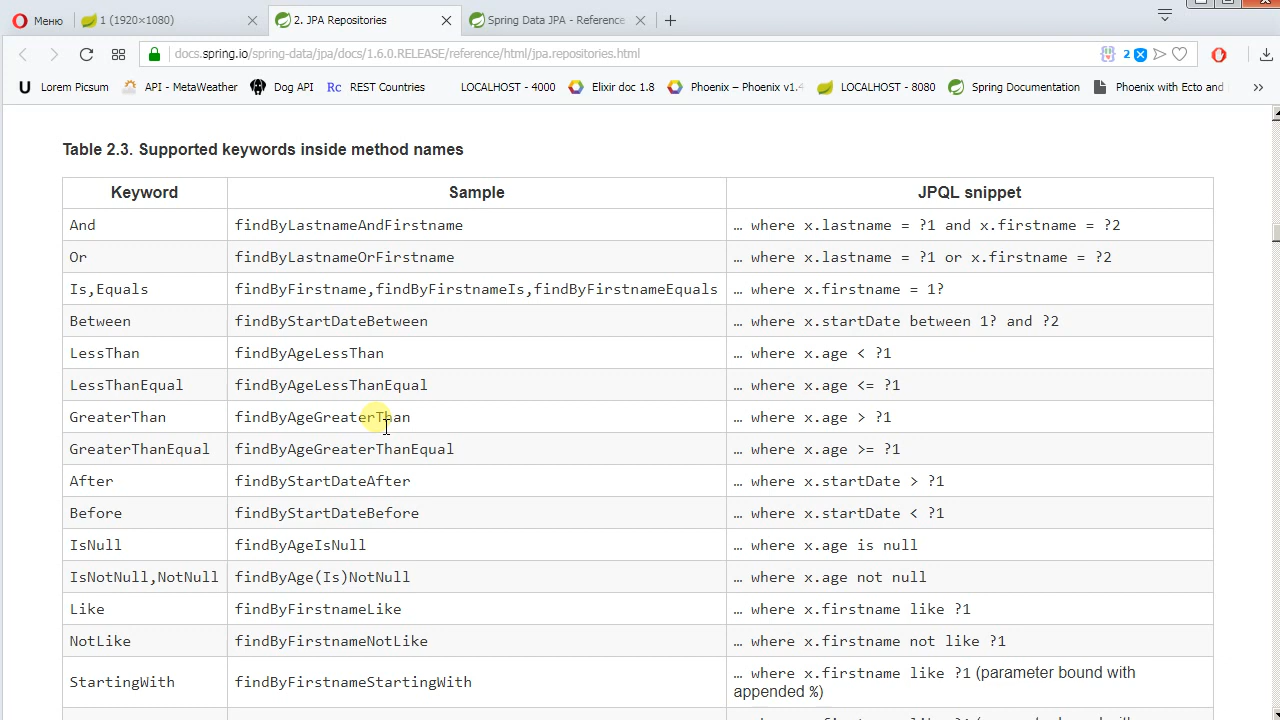 Меню
1 (1920×1080)
2. JPA Repositories
Spring Data JPA - Reference
docs.spring.io/spring-data/jpa/docs/1.6.0.RELEASE/reference/html/jpa.repositories.html
2
U Lorem Picsum
API - MetaWeather
Dog API
Rc REST Countries
LOCALHOST - 4000
Elixir doc 1.8
Phoenix – Phoenix v1.4
LOCALHOST - 8080
Spring Documentation
Phoenix with Ecto and
»
Table 2.3. Supported keywords inside method names
Keyword Sample JPQL snippet
And findByLastnameAndFirstname … where x.lastname = ?1 and x.firstname = ?2
Or findByLastnameOrFirstname … where x.lastname = ?1 or x.firstname = ?2
Is,Equals findByFirstname,findByFirstnameIs,findByFirstnameEquals … where x.firstname = 1?
Between findByStartDateBetween … where x.startDate between 1? and ?2
LessThan findByAgeLessThan … where x.age < ?1
LessThanEqual findByAgeLessThanEqual … where x.age <= ?1
GreaterThan findByAgeGreaterThan … where x.age > ?1
GreaterThanEqual findByAgeGreaterThanEqual … where x.age >= ?1
After findByStartDateAfter … where x.startDate > ?1
Before findByStartDateBefore … where x.startDate < ?1
IsNull findByAgeIsNull … where x.age is null
IsNotNull,NotNull findByAge(Is)NotNull … where x.age not null
Like findByFirstnameLike … where x.firstname like ?1
NotLike findByFirstnameNotLike … where x.firstname not like ?1
StartingWith findByFirstnameStartingWith … where x.firstname like ?1 (parameter bound with
appended %)